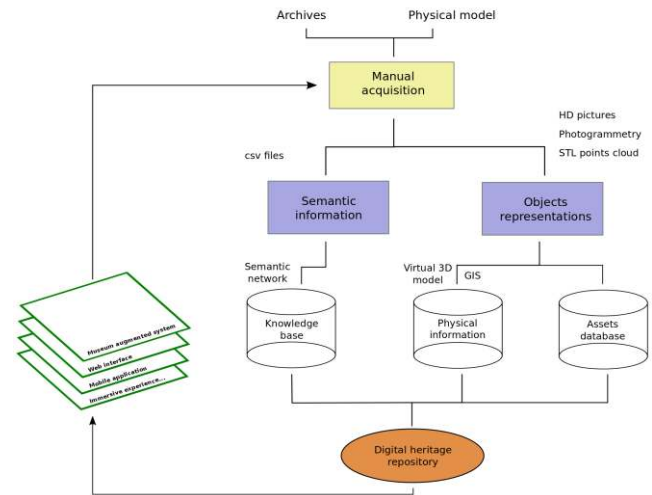 Archives
Physical model
Manual
acquisition
HD pictures
Photogrammetry
STL points cloud
csv files
Semantic
information
Objects
representations
Semantic
network
Virtual 3D
model
GIS
Knowledge
base
Physical
information
Assets
database
Museum augmented system
Web interface
Mobile application
Immersive experience...
Digital heritage
repository